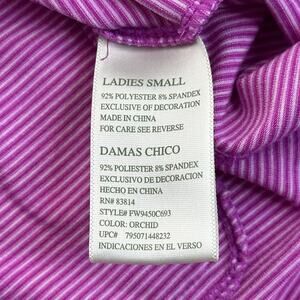 LADIES SMALL
92% POLYESTER 8% SPANDEX
EXCLUSIVE OF DECORATION
MADE IN CHINA
FOR CARE SEE REVERSE
DAMAS CHICO
92% POLYESTER 8% SPANDEX
EXCLUSIVO DE DECORACION
HECHO EN CHINA
RN# 83814
STYLE# FW9450C693
COLOR: ORCHID
UPC# 795071448232
INDICACIONES EN EL VERSO